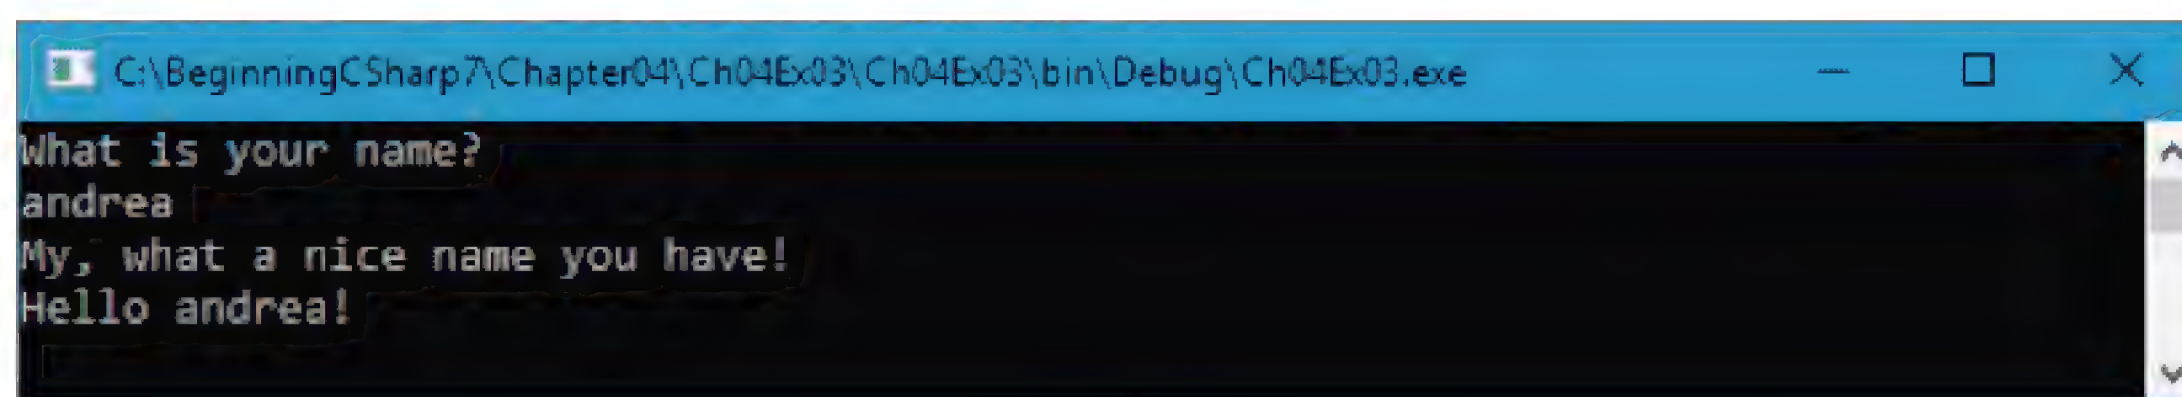 C:\BeginningCSharp7\Chapter04\Ch04Ex03\Ch04Ex03\bin\Debug\Ch04Ex03.exe
What is your name?
andrea
My, what a nice name you have!
Hello andrea!